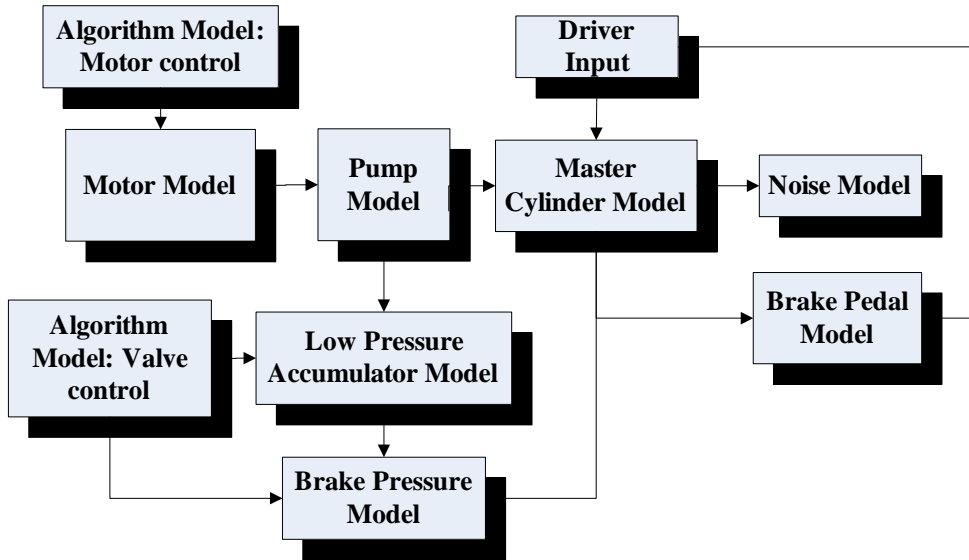 Algorithm Model:
Motor control
Driver
Input
Motor Model
Pump
Model
Master
Cylinder Model
Noise Model
Algorithm
Model: Valve
control
Low Pressure
Accumulator Model
Brake Pedal
Model
Brake Pressure
Model